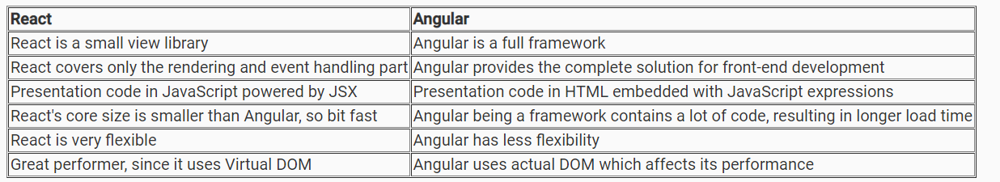 React Angular
React is a small view library Angular is a full framework
React covers only the rendering and event handling part Angular provides the complete solution for front-end development
Presentation code in JavaScript powered by JSX Presentation code in HTML embedded with JavaScript expressions
React's core size is smaller than Angular, so bit fast Angular being a framework contains a lot of code, resulting in longer load time
React is very flexible Angular has less flexibility
Great performer, since it uses Virtual DOM Angular uses actual DOM which affects its performance